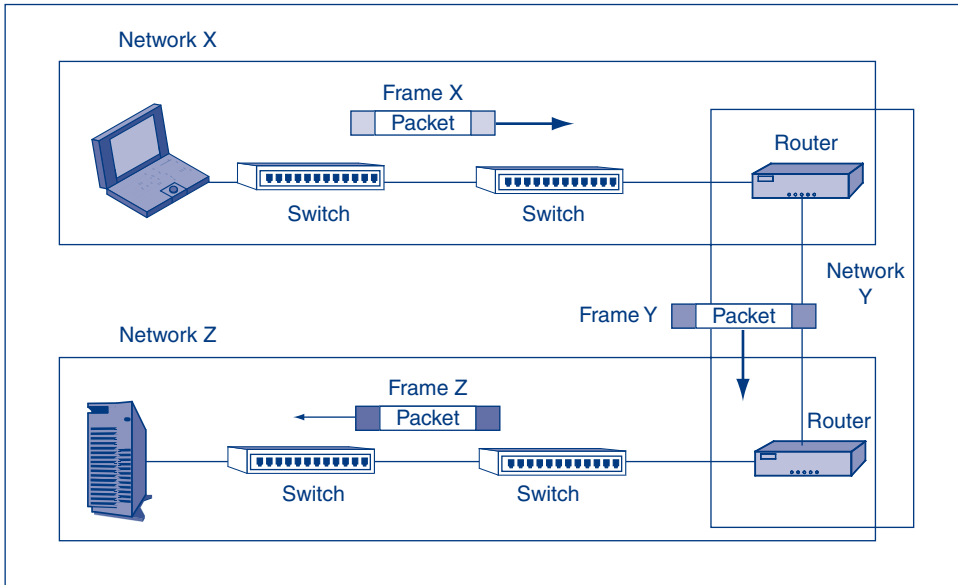 Network X
Frame X
Packet
Router
Switch
Switch
Network
Y
Frame Y
Packet
Network Z
Frame Z
Packet
Router
Switch
Switch